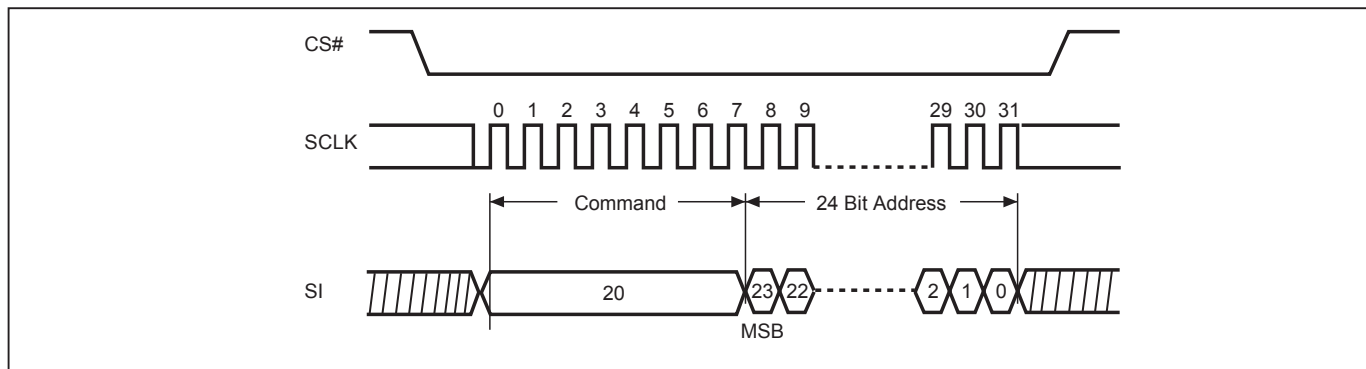 CS#
0 1 2 3 4 5 6 7 8 9 29 30 31
SCLK
Command 24 Bit Address
SI 20 23 22 2 1 0
MSB